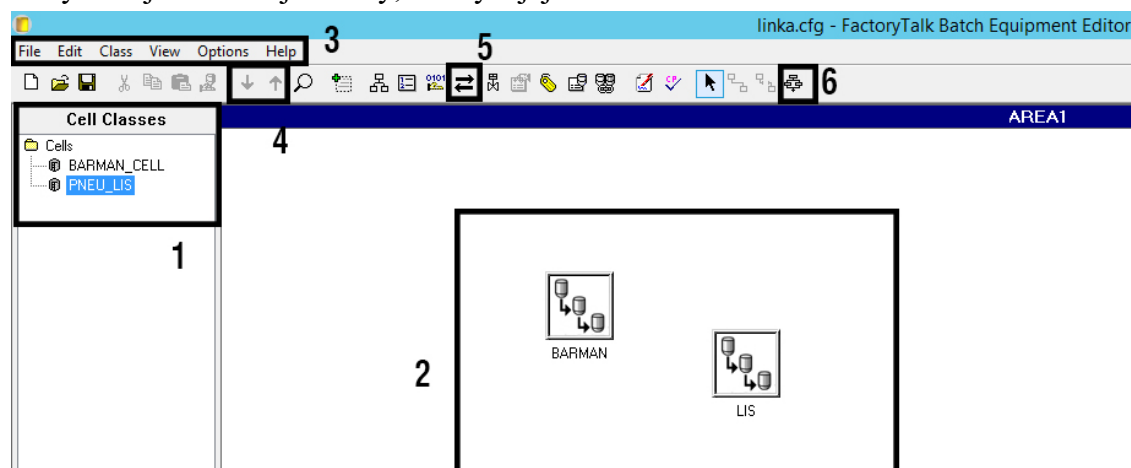 linka.cfg - FactoryTalk Batch Equipment Editor
File Edit Class View Options Help
3
5
6
Cell Classes
AREA1
4
Cells
BARMAN_CELL
PNEU_LIS
1
2
BARMAN
LIS